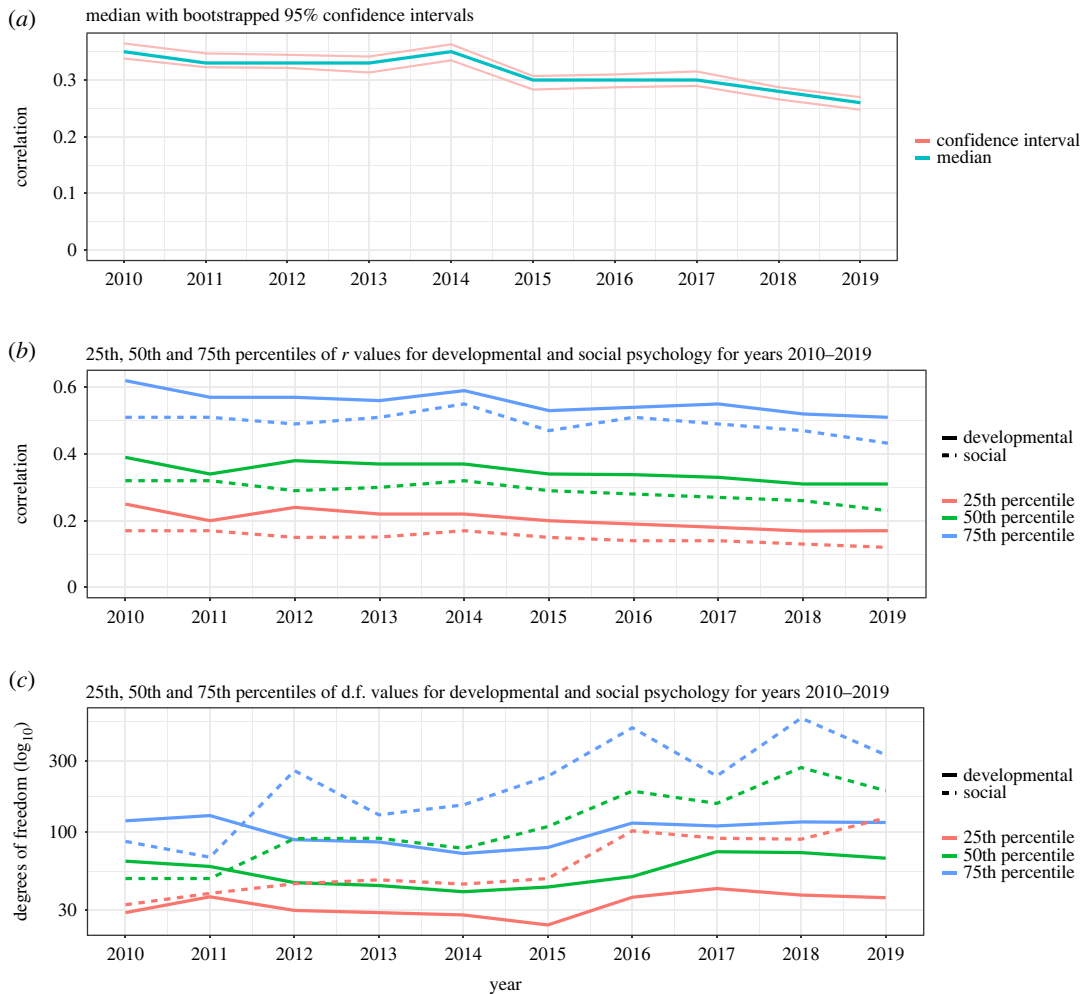 (a)
median with bootstrapped 95% confidence intervals
correlation
0.3
0.2
0.1
0
2010 2011 2012 2013 2014 2015 2016 2017 2018 2019
confidence interval
median
(b)
25th, 50th and 75th percentiles of r values for developmental and social psychology for years 2010–2019
correlation
0.6
0.4
0.2
0
2010 2011 2012 2013 2014 2015 2016 2017 2018 2019
developmental
social
25th percentile
50th percentile
75th percentile
(c)
25th, 50th and 75th percentiles of d.f. values for developmental and social psychology for years 2010–2019
degrees of freedom (log10)
300
100
30
2010 2011 2012 2013 2014 2015 2016 2017 2018 2019
year
developmental
social
25th percentile
50th percentile
75th percentile